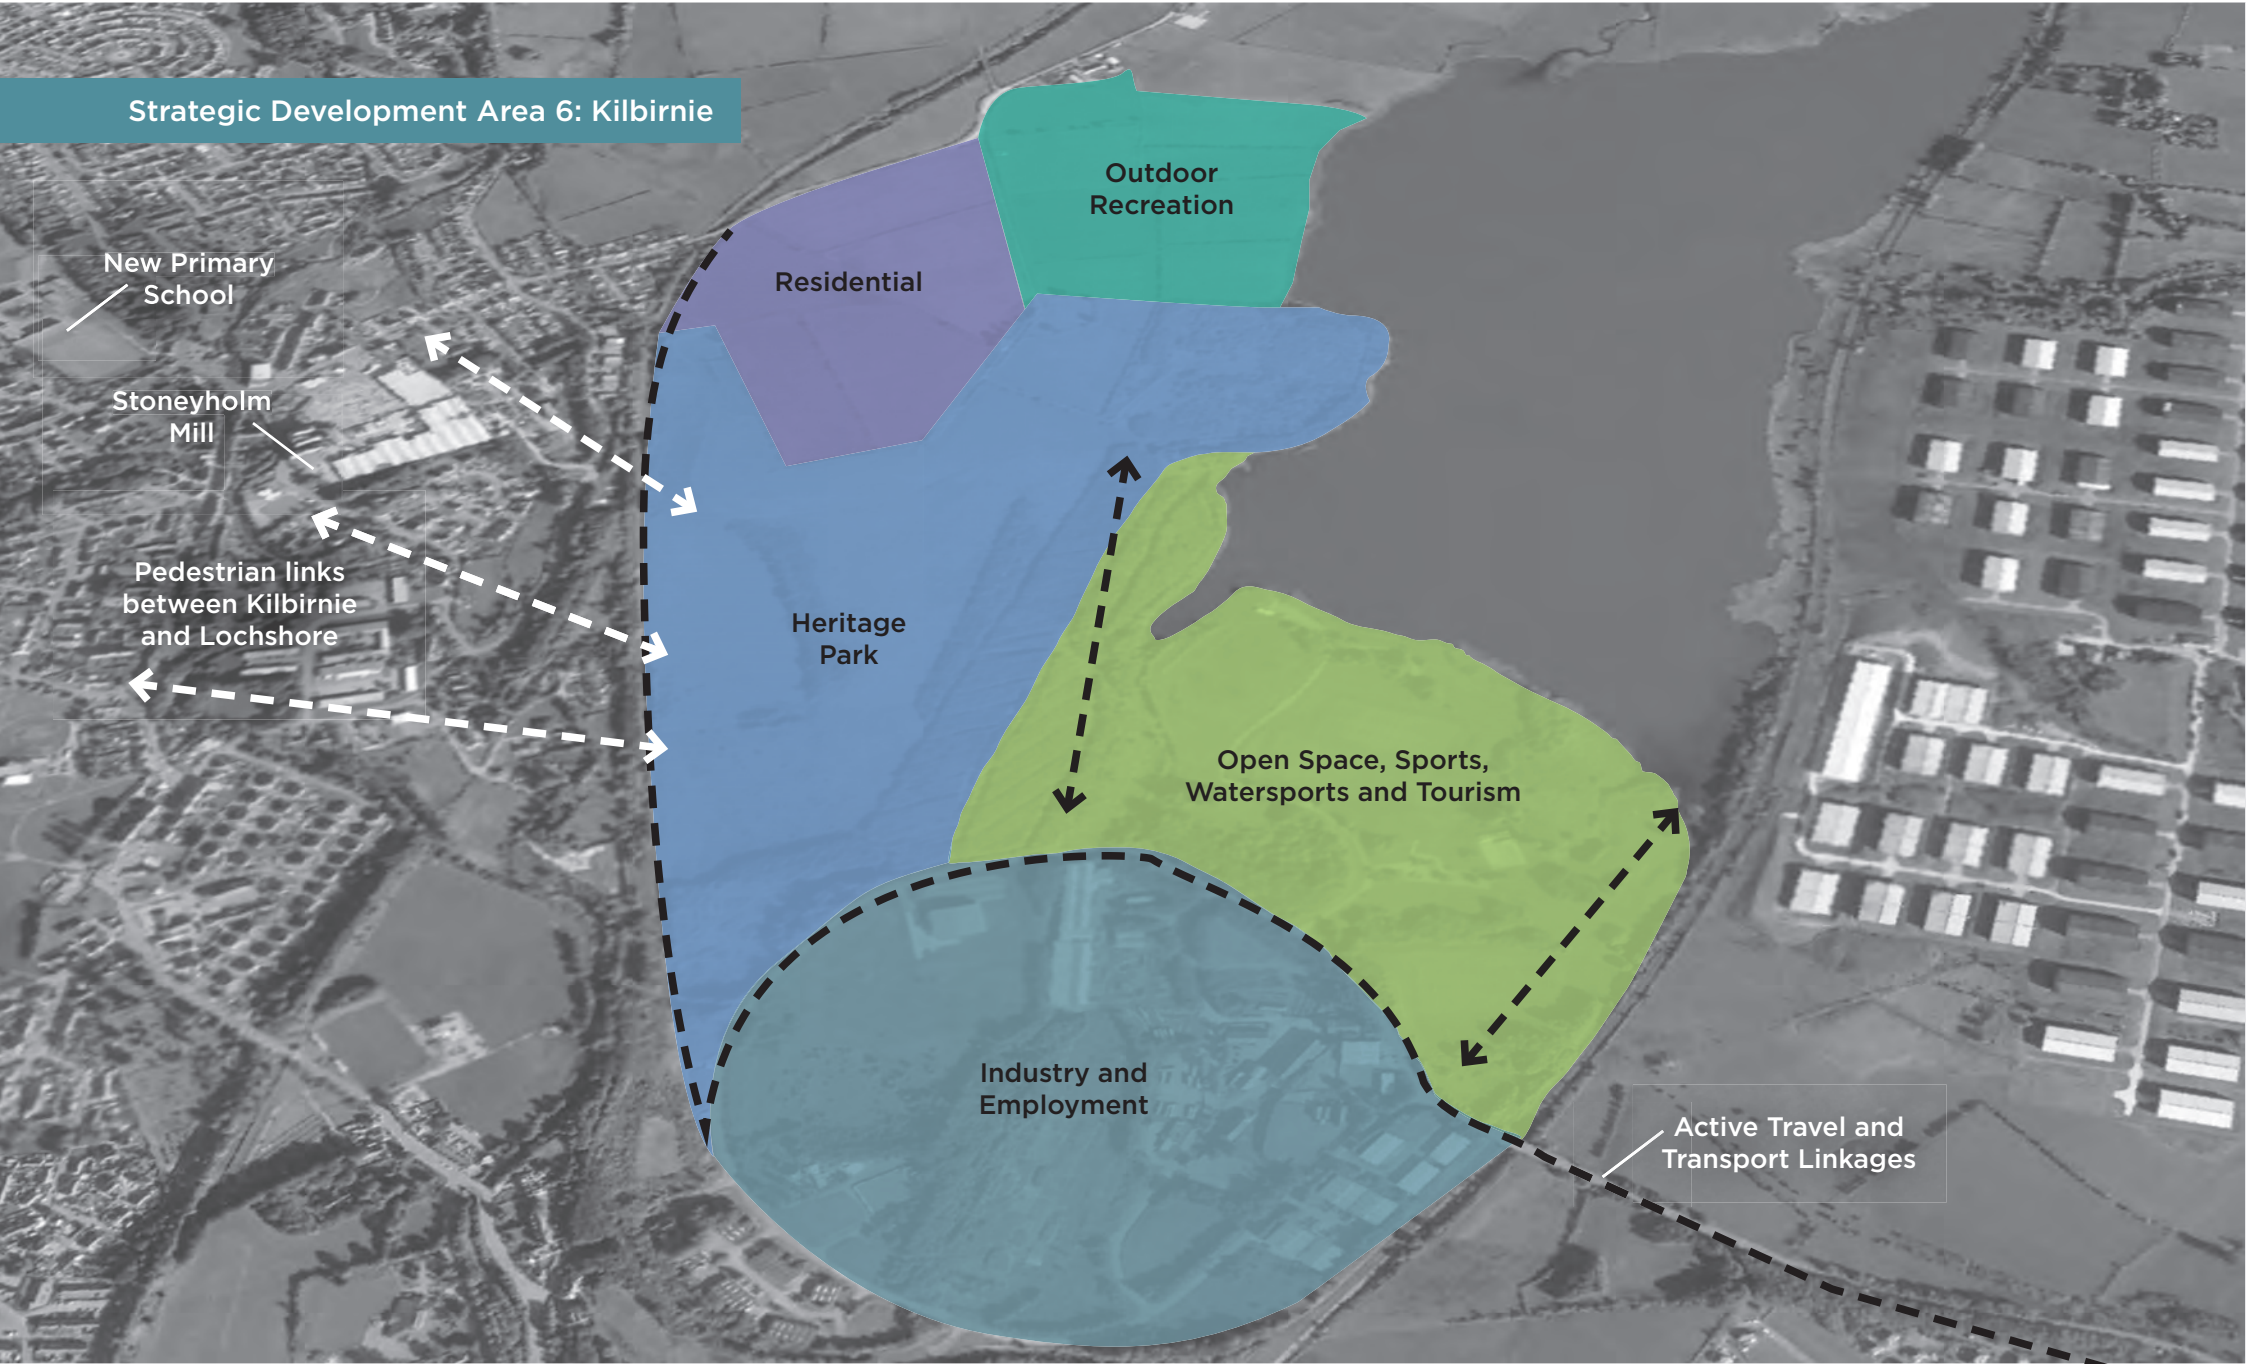 Strategic Development Area 6: Kilbirnie
Outdoor
Recreation
Residential
New Primary
School
Stoneyholm
Mill
Pedestrian links
between Kilbirnie
and Lochshore
Heritage
Park
Open Space, Sports,
Watersports and Tourism
Industry and
Employment
Active Travel and
Transport Linkages